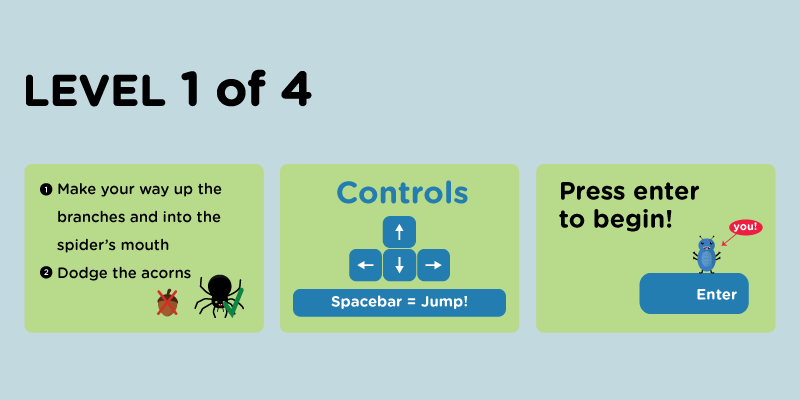 LEVEL 1 of 4
1 Make your way up the
branches and into the
spider's mouth
2 Dodge the acorns
Controls
↑
← ↓ →
Spacebar = Jump!
Press enter
to begin!
you!
Enter